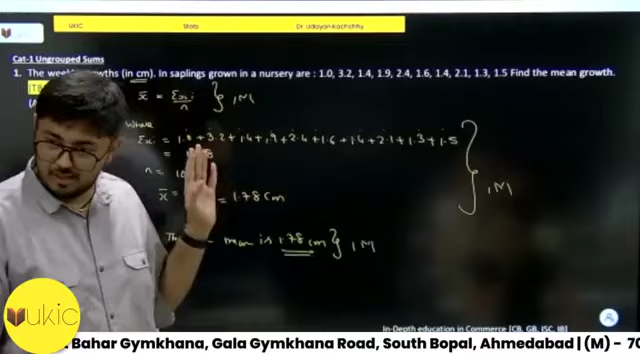 UKIC Stats Dr. Udayan Kachchhy
Cat-1 Ungrouped Sums
1. The growths (in cm). In saplings grown in a nursery are : 1.0, 3.2, 1.4, 1.9, 2.4, 1.6, 1.4, 2.1, 1.3, 1.5 Find the mean growth.
x̄ = Σxi/n } 1M
Where
Σxi = 1.0+3.2+1.4+1.9+2.4+1.6+1.4+2.1+1.3+1.5
n = 10
x̄ = = 1.78 cm } 1M
mean is 1.78 cm } 1M
In-Depth education in Commerce [CB, GB, ISC, IB]
ukic
Bahar Gymkhana, Gala Gymkhana Road, South Bopal, Ahmedabad | (M) - 70